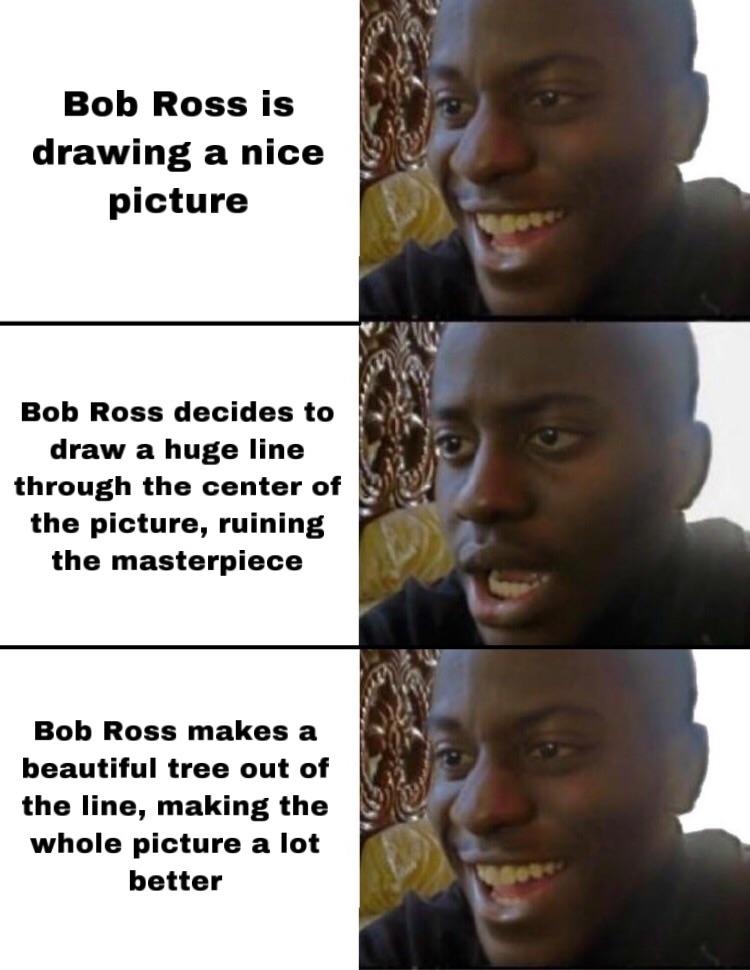 Bob Ross is
drawing a nice
picture
Bob Ross decides to
draw a huge line
through the center of
the picture, ruining
the masterpiece
Bob Ross makes a
beautiful tree out of
the line, making the
whole picture a lot
better